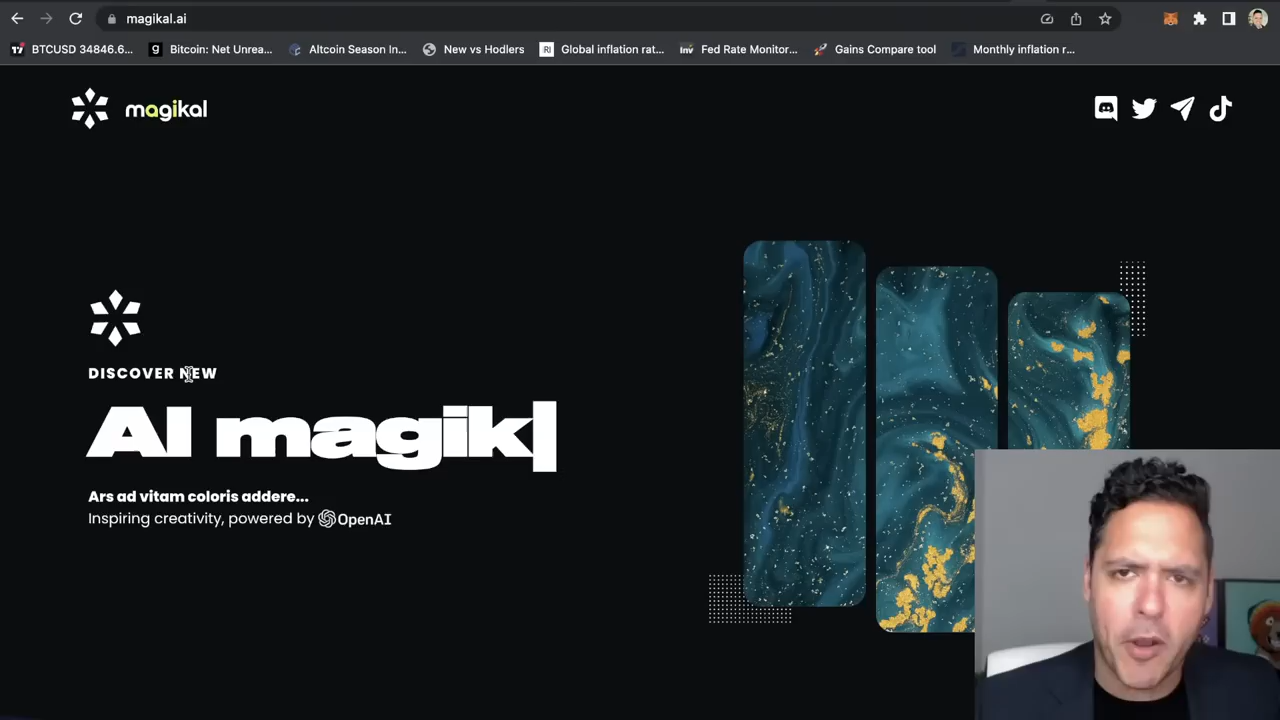 magikal.ai
BTCUSD 34846.6... Bitcoin: Net Unrea... Altcoin Season In... New vs Hodlers RI Global inflation rat... Inv Fed Rate Monitor... Gains Compare tool Monthly inflation r...
magikal
DISCOVER NEW
AI magik
Ars ad vitam coloris addere...
Inspiring creativity, powered by OpenAI